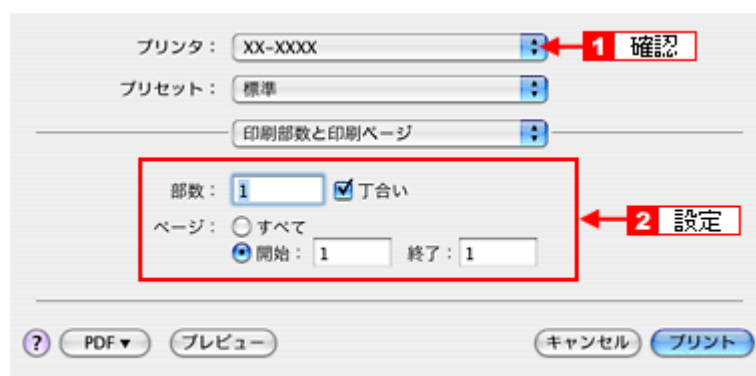 プリンタ： XX-XXXX 1 確認
プリセット： 標準
印刷部数と印刷ページ
部数： 1 丁合い
ページ： すべて
2 設定
開始： 1 終了： 1
? PDF▼ プレビュー キャンセル プリント